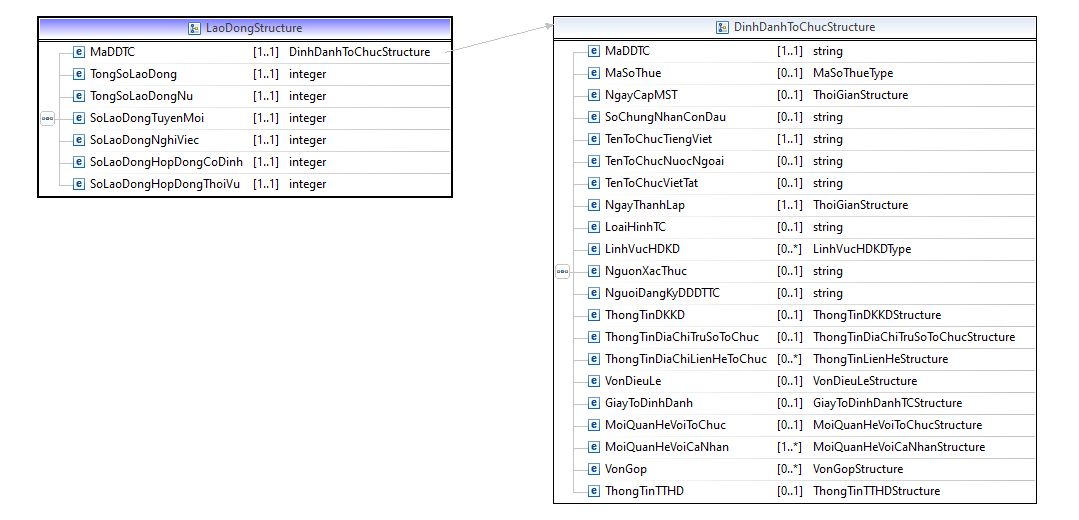 LaoDongStructure
MaDDTC [1..1] DinhDanhToChucStructure
TongSoLaoDong [1..1] integer
TongSoLaoDongNu [1..1] integer
SoLaoDongTuyenMoi [1..1] integer
SoLaoDongNghiViec [1..1] integer
SoLaoDongHopDongCoDinh [1..1] integer
SoLaoDongHopDongThoiVu [1..1] integer
DinhDanhToChucStructure
MaDDTC [1..1] string
MaSoThue [0..1] MaSoThueType
NgayCapMST [0..1] ThoiGianStructure
SoChungNhanConDau [0..1] string
TenToChucTiengViet [1..1] string
TenToChucNuocNgoai [0..1] string
TenToChucVietTat [0..1] string
NgayThanhLap [1..1] ThoiGianStructure
LoaiHinhTC [0..1] string
LinhVucHDKD [0..*] LinhVucHDKDType
NguonXacThuc [0..1] string
NguoiDangKyDDDTTC [0..1] string
ThongTinDKKD [0..1] ThongTinDKKDStructure
ThongTinDiaChiTruSoToChuc [0..1] ThongTinDiaChiTruSoToChucStructure
ThongTinDiaChiLienHeToChuc [0..*] ThongTinLienHeStructure
VonDieuLe [0..1] VonDieuLeStructure
GiayToDinhDanh [0..1] GiayToDinhDanhTCStructure
MoiQuanHeVoiToChuc [0..1] MoiQuanHeVoiToChucStructure
MoiQuanHeVoiCaNhan [1..*] MoiQuanHeVoiCaNhanStructure
VonGop [0..*] VonGopStructure
ThongTinTTHD [0..1] ThongTinTTHDStructure